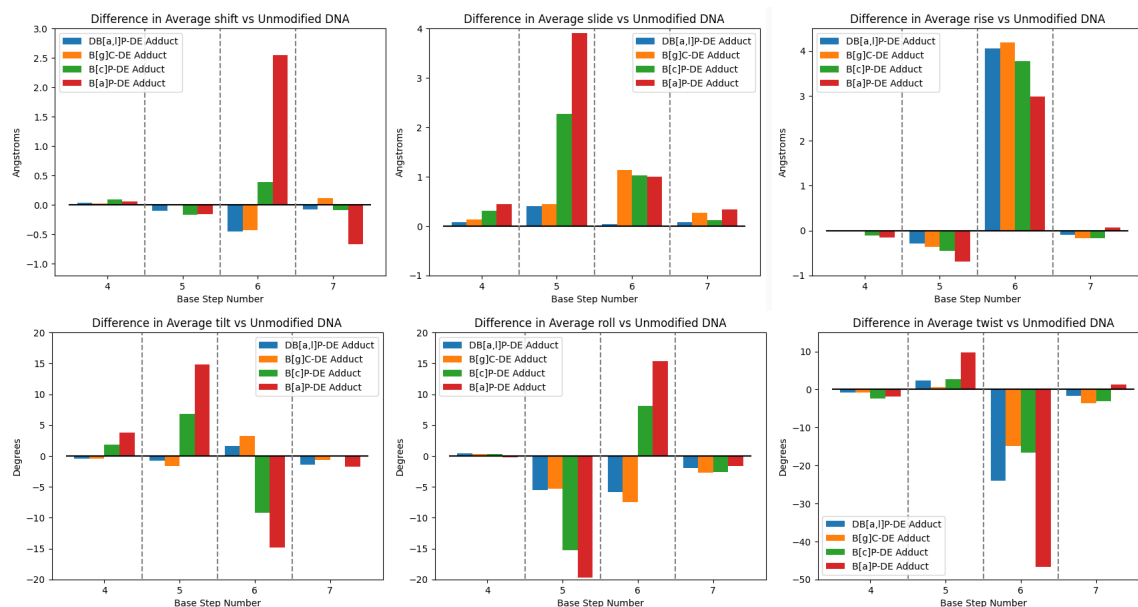 Difference in Average shift vs Unmodified DNA
3.0
2.5
2.0
1.5
1.0
0.5
0.0
−0.5
−1.0
Angstroms
DB[a,l]P-DE Adduct
B[g]C-DE Adduct
B[c]P-DE Adduct
B[a]P-DE Adduct
4 5 6 7
Base Step Number
Difference in Average slide vs Unmodified DNA
4
2
1
0
−1
Angstroms
DB[a,l]P-DE Adduct
B[g]C-DE Adduct
B[c]P-DE Adduct
B[a]P-DE Adduct
4 5 6 7
Base Step Number
Difference in Average rise vs Unmodified DNA
4
3
2
1
0
−1
Angstroms
DB[a,l]P-DE Adduct
B[g]C-DE Adduct
B[c]P-DE Adduct
B[a]P-DE Adduct
4 5 6 7
Base Step Number
Difference in Average tilt vs Unmodified DNA
20
15
10
5
0
−5
−10
−15
−20
Degrees
DB[a,l]P-DE Adduct
B[g]C-DE Adduct
B[c]P-DE Adduct
B[a]P-DE Adduct
4 5 6 7
Base Step Number
Difference in Average roll vs Unmodified DNA
20
15
10
5
0
−5
−10
−15
−20
Degrees
DB[a,l]P-DE Adduct
B[g]C-DE Adduct
B[c]P-DE Adduct
B[a]P-DE Adduct
4 5 6 7
Base Step Number
Difference in Average twist vs Unmodified DNA
10
0
−10
−20
−30
−40
−50
Degrees
DB[a,l]P-DE Adduct
B[g]C-DE Adduct
B[c]P-DE Adduct
B[a]P-DE Adduct
4 5 6 7
Base Step Number